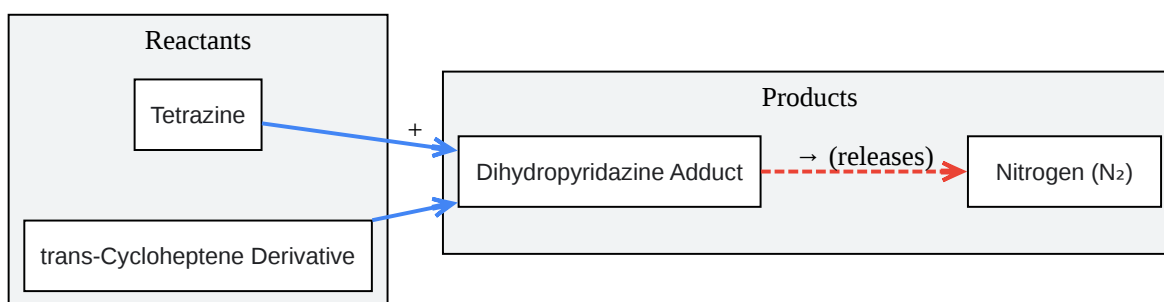 Reactants
Tetrazine
trans-Cycloheptene Derivative
+
Products
Dihydropyridazine Adduct
→ (releases)
Nitrogen (N₂)